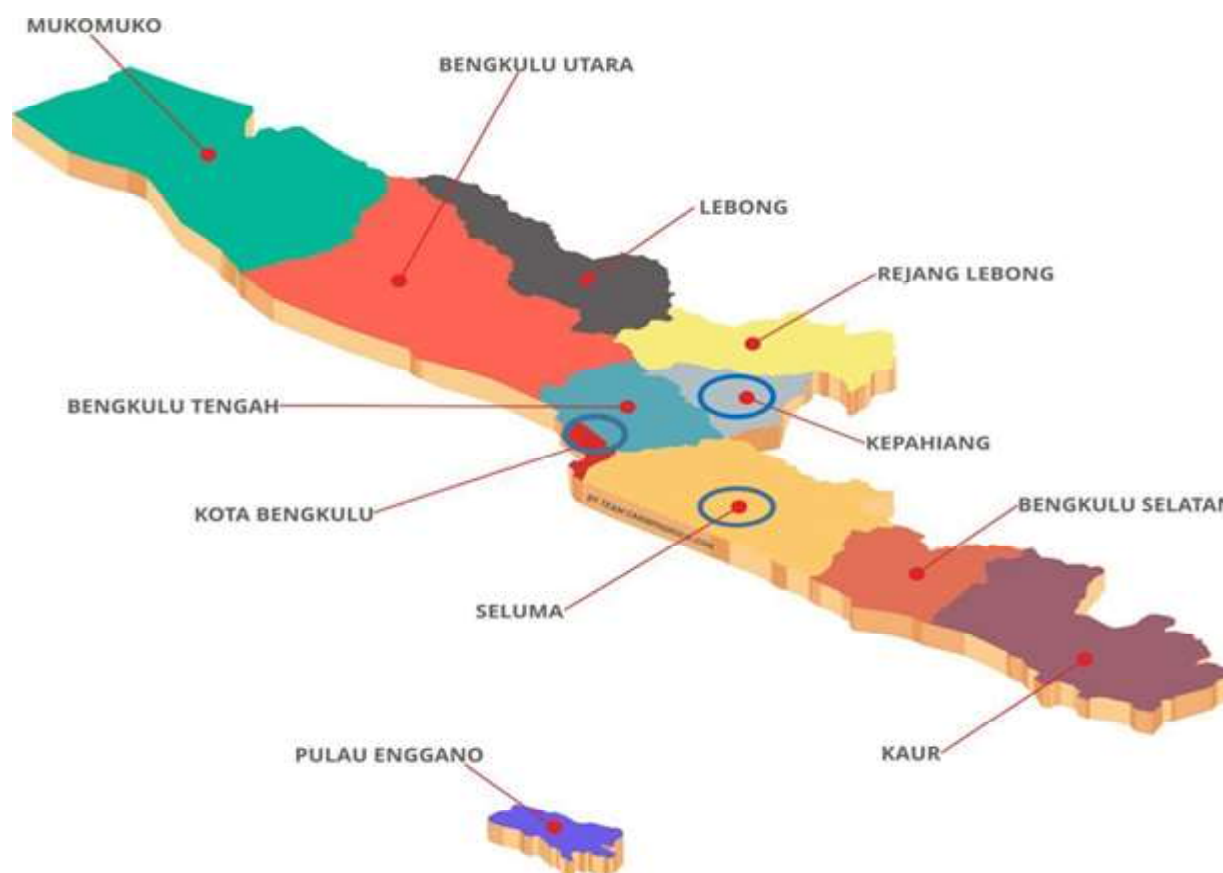 MUKOMUKO
BENGKULU UTARA
LEBONG
REJANG LEBONG
BENGKULU TENGAH
KEPAHIANG
KOTA BENGKULU
BENGKULU SELATAN
SELUMA
KAUR
PULAU ENGGANO